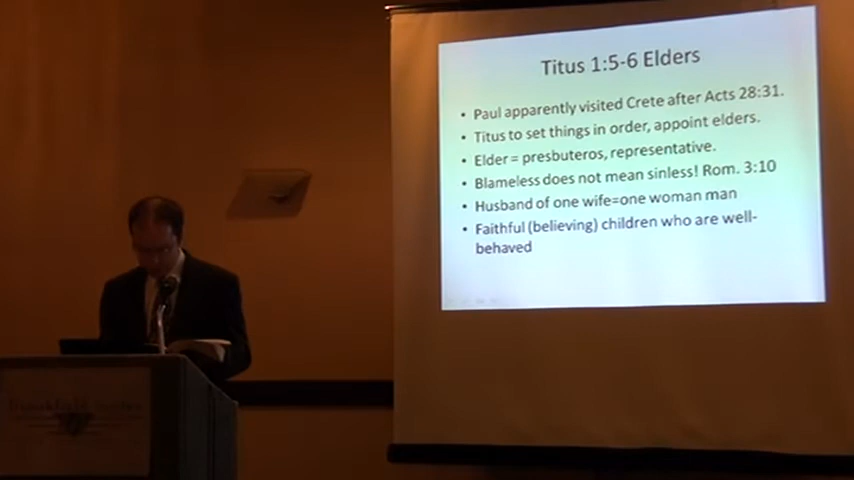 Titus 1:5-6 Elders
• Paul apparently visited Crete after Acts 28:31.
• Titus to set things in order, appoint elders.
• Elder = presbuteros, representative.
• Blameless does not mean sinless! Rom. 3:10
• Husband of one wife=one woman man
• Faithful (believing) children who are well-
behaved